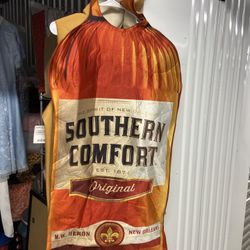 SPIRIT OF NEW
SOUTHERN
COMFORT
EST. 1874
Original
M.W. HERON NEW ORLEANS